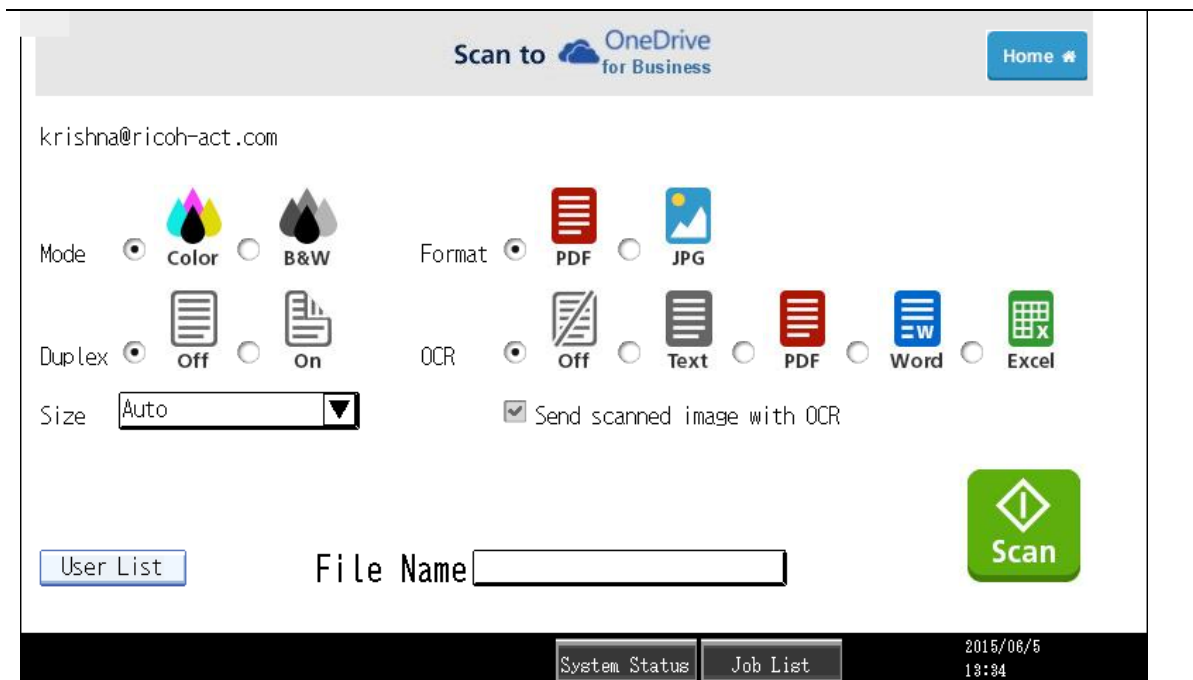 Scan to OneDrive for Business
Home
krishna@ricoh-act.com
Mode Color B&W Format PDF JPG
Duplex Off On OCR Off Text PDF Word Excel
Size Auto Send scanned image with OCR
Scan
User List File Name
System Status Job List 2015/06/5
13:34